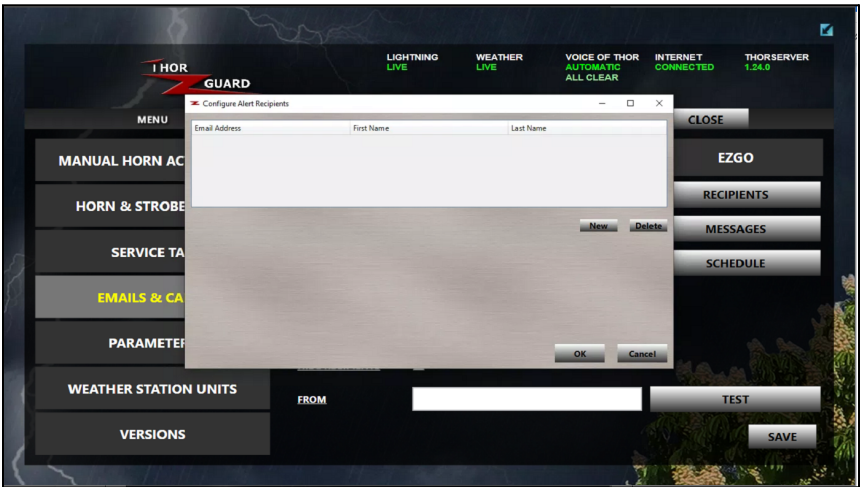 THOR
GUARD
LIGHTNING
LIVE
WEATHER
LIVE
VOICE OF THOR
AUTOMATIC
ALL CLEAR
INTERNET
CONNECTED
THORSERVER
1.24.0
MENU
CLOSE
Configure Alert Recipients
Email Address First Name Last Name
New Delete
OK Cancel
MANUAL HORN AC
HORN & STROBE
SERVICE TA
EMAILS & CA
PARAMETER
WEATHER STATION UNITS
VERSIONS
EZGO
RECIPIENTS
MESSAGES
SCHEDULE
FROM
TEST
SAVE